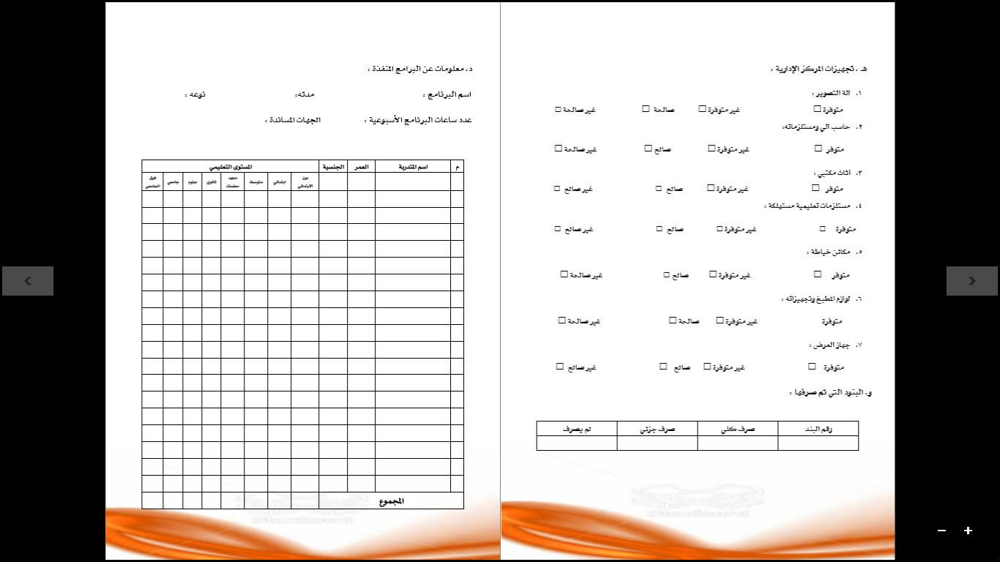 هـ . تجهيزات المركز الإدارية :
١. آلة التصوير :
متوفرة □ غير متوفرة □ صالحة □ غير صالحة □
٢. حاسب آلي ومستلزماته:
متوفر □ غير متوفرة □ صالح □ غير صالحة □
٣. أثاث مكتبي :
متوفر □ غير متوفرة □ صالح □ غير صالح □
٤. مستلزمات تعليمية مستهلكة :
متوفرة □ غير متوفرة □ صالح □ غير صالح □
٥. مكائن خياطة :
متوفر □ غير متوفرة □ صالح □ غير صالحة □
٦. لوازم المطبخ وتجهيزاته :
متوفرة غير متوفرة □ صالحة □ غير صالحة □
٧. جهاز العرض :
متوفرة □ غير متوفرة □ صالح □ غير صالح □
و. البنود التي تم صرفها :
رقم البند صرف كلي صرف جزئي لم يصرف
د. معلومات عن البرامج المنفذة :
اسم البرنامج : مدته: نوعه :
عدد ساعات البرنامج الأسبوعية : الجهات المساندة :
م اسم المتدربة العمر الجنسية المستوى التعليمي
دون الابتدائي ابتدائي متوسط معهد معلمات ثانوي دبلوم جامعي فوق الجامعي
المجموع